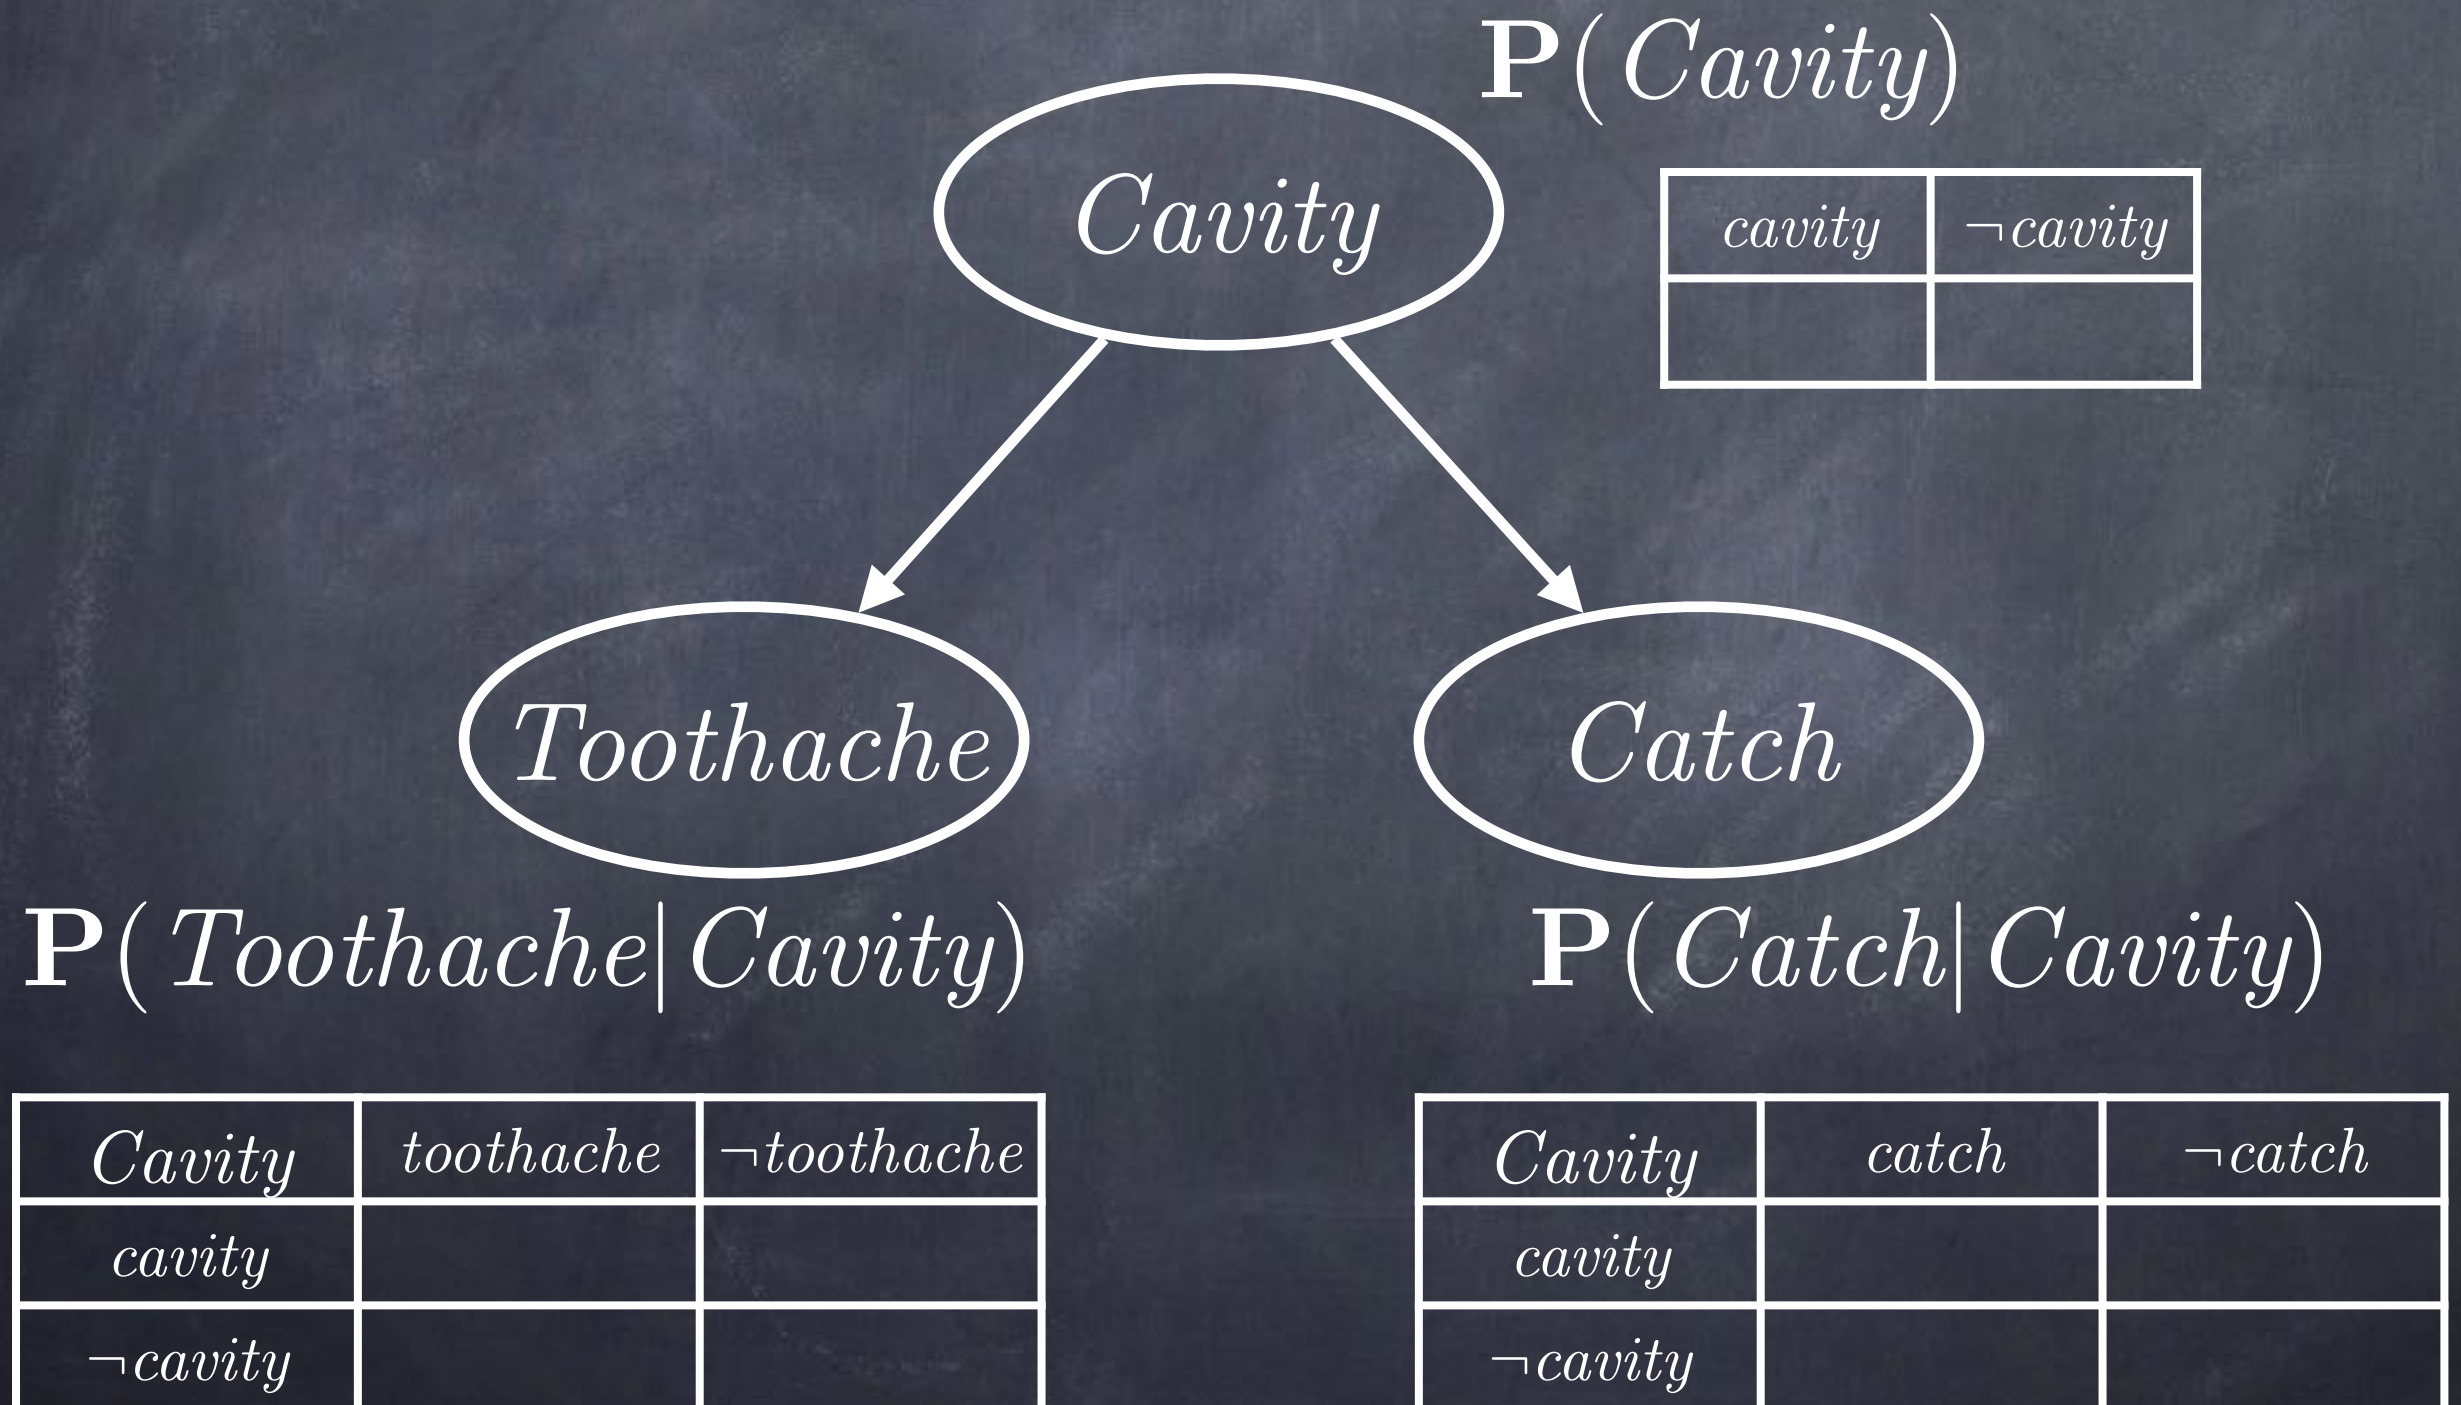 P(Cavity)
Cavity
cavity ¬cavity
Toothache
Catch
P(Toothache|Cavity)
P(Catch|Cavity)
Cavity toothache ¬toothache
cavity
¬cavity
Cavity catch ¬catch
cavity
¬cavity